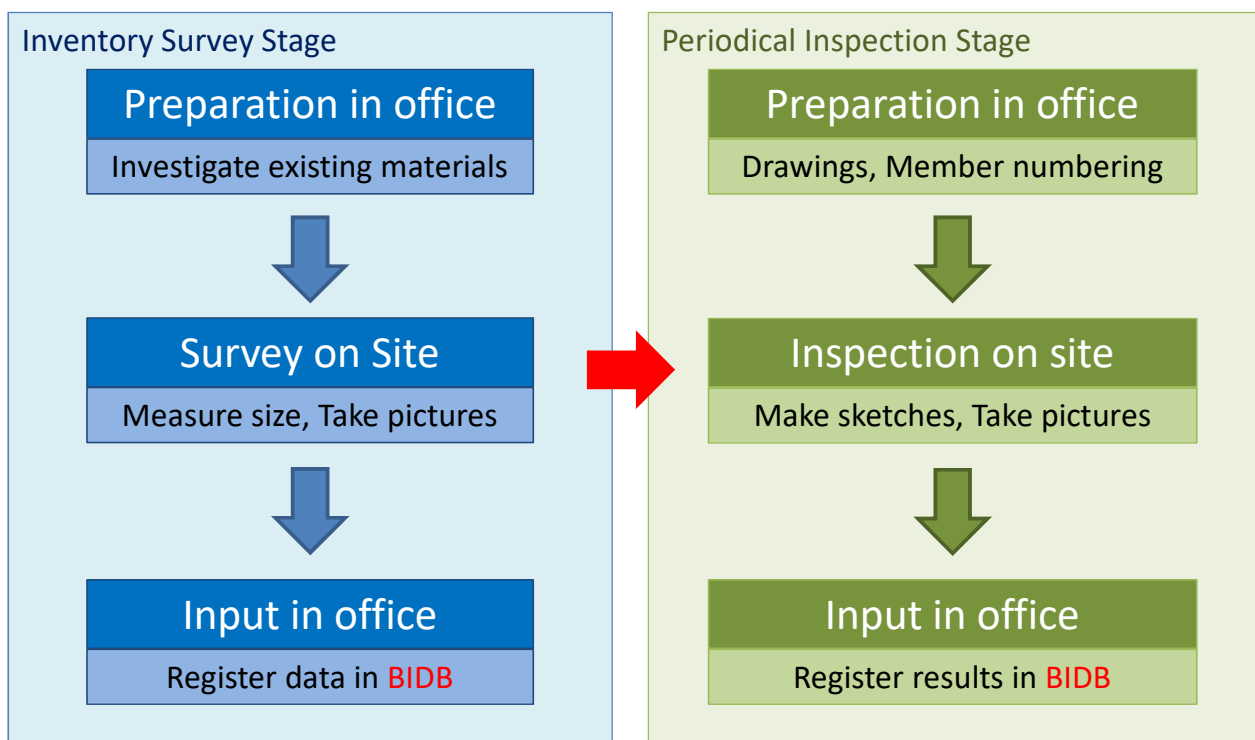 Inventory Survey Stage
Preparation in office
Investigate existing materials
Survey on Site
Measure size, Take pictures
Input in office
Register data in BIDB
Periodical Inspection Stage
Preparation in office
Drawings, Member numbering
Inspection on site
Make sketches, Take pictures
Input in office
Register results in BIDB